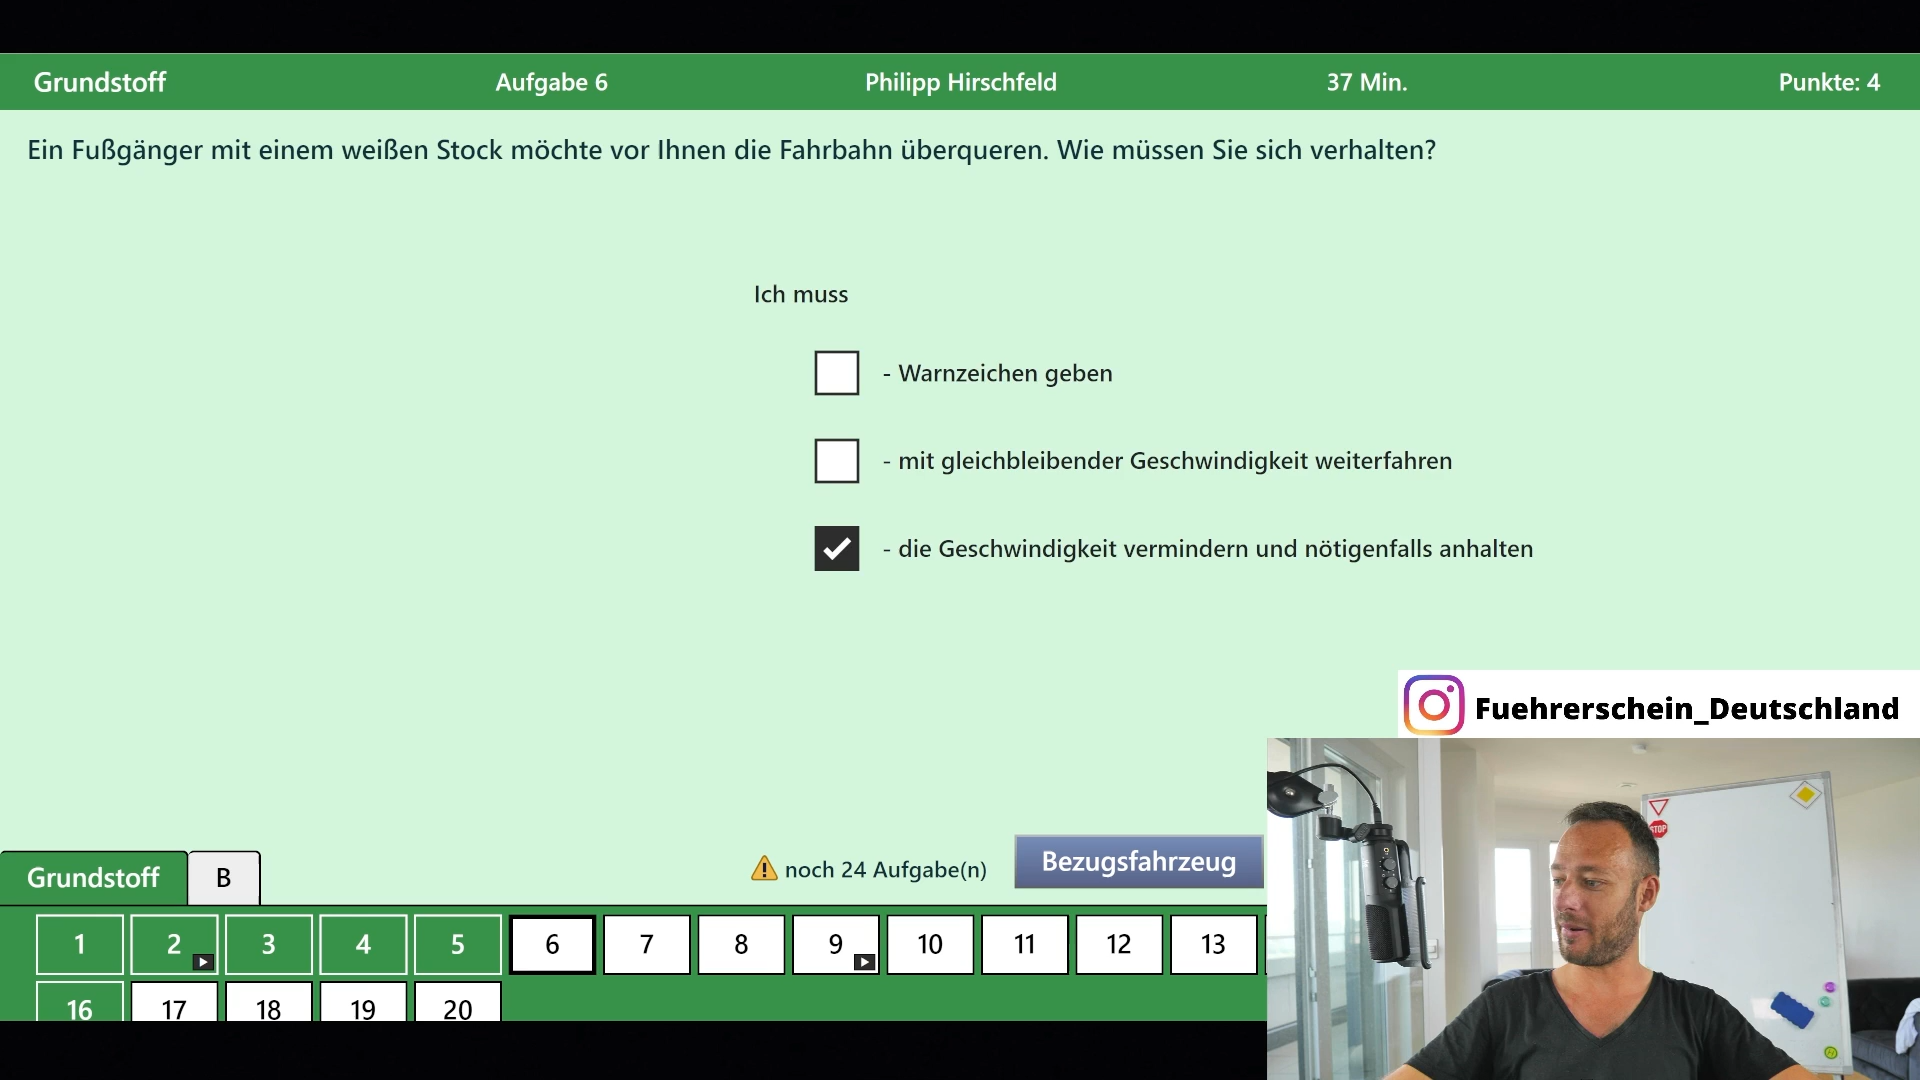 Grundstoff Aufgabe 6 Philipp Hirschfeld 37 Min. Punkte: 4
Ein Fußgänger mit einem weißen Stock möchte vor Ihnen die Fahrbahn überqueren. Wie müssen Sie sich verhalten?
Ich muss
- Warnzeichen geben
- mit gleichbleibender Geschwindigkeit weiterfahren
- die Geschwindigkeit vermindern und nötigenfalls anhalten
Fuehrerschein_Deutschland
STOP
Grundstoff B noch 24 Aufgabe(n) Bezugsfahrzeug
1 2 3 4 5 6 7 8 9 10 11 12 13
16 17 18 19 20